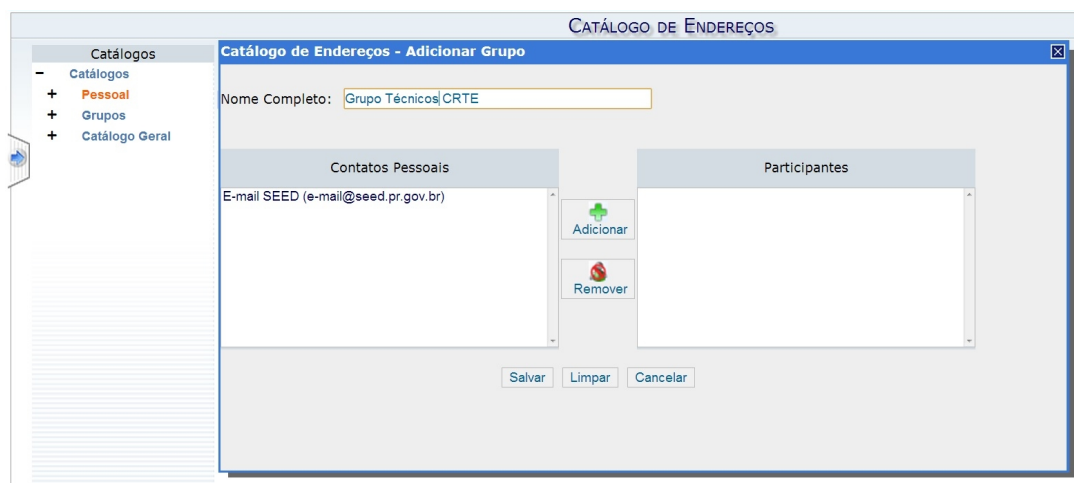 Catálogo de Endereços
Catálogos
Catálogos
Pessoal
Grupos
Catálogo Geral
Catálogo de Endereços - Adicionar Grupo
Nome Completo: Grupo Técnicos CRTE
Contatos Pessoais
Participantes
E-mail SEED (e-mail@seed.pr.gov.br)
Adicionar
Remover
Salvar Limpar Cancelar